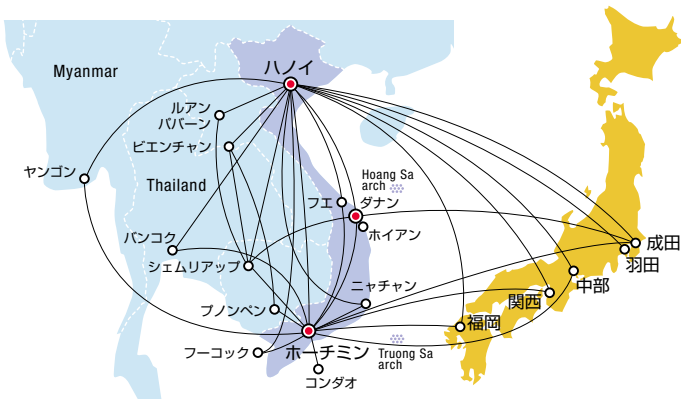 Myanmar
ハノイ
ルアン
パバーン
ビエンチャン
ヤンゴン
Thailand
Hoang Sa
arch
フエ
ダナン
ホイアン
バンコク
シェムリアップ
成田
羽田
中部
関西
ニャチャン
プノンペン
福岡
フーコック
ホーチミン
Truong Sa
arch
コンダオ